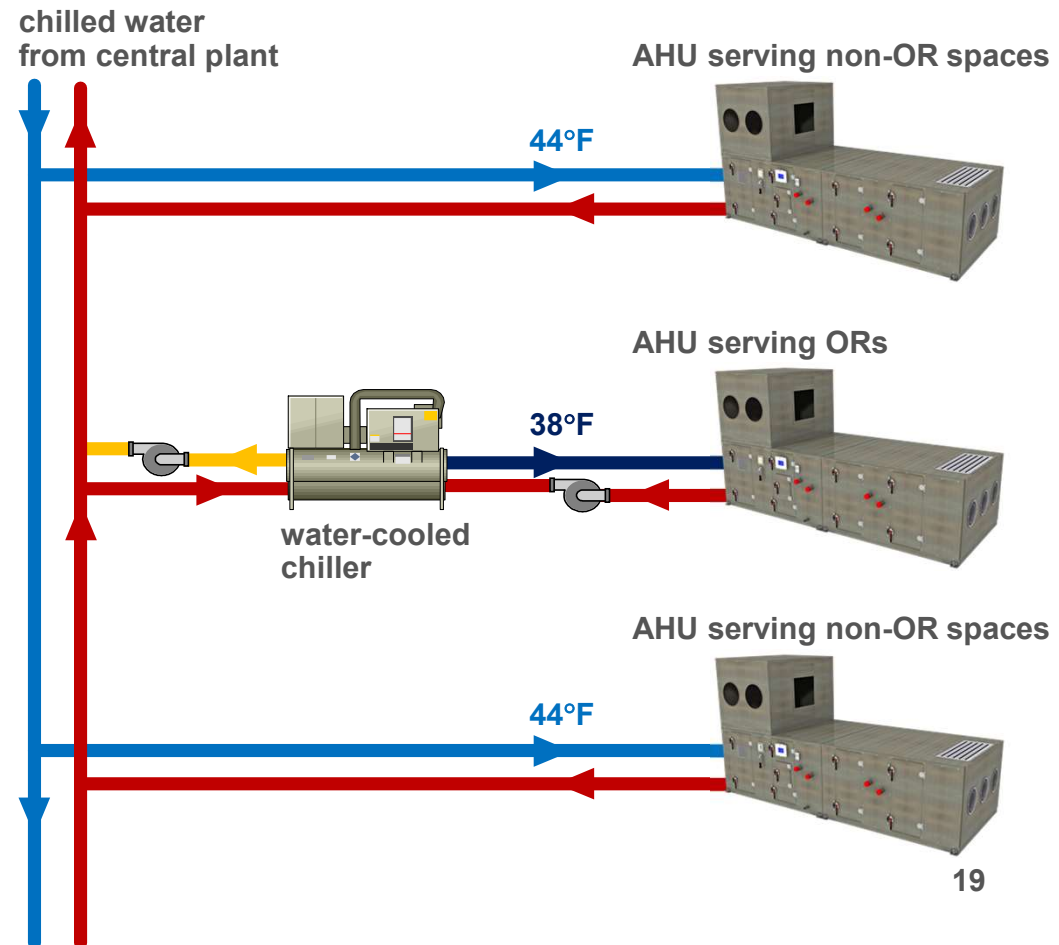 chilled water
from central plant
AHU serving non-OR spaces
44°F
AHU serving ORs
38°F
water-cooled
chiller
AHU serving non-OR spaces
44°F
19